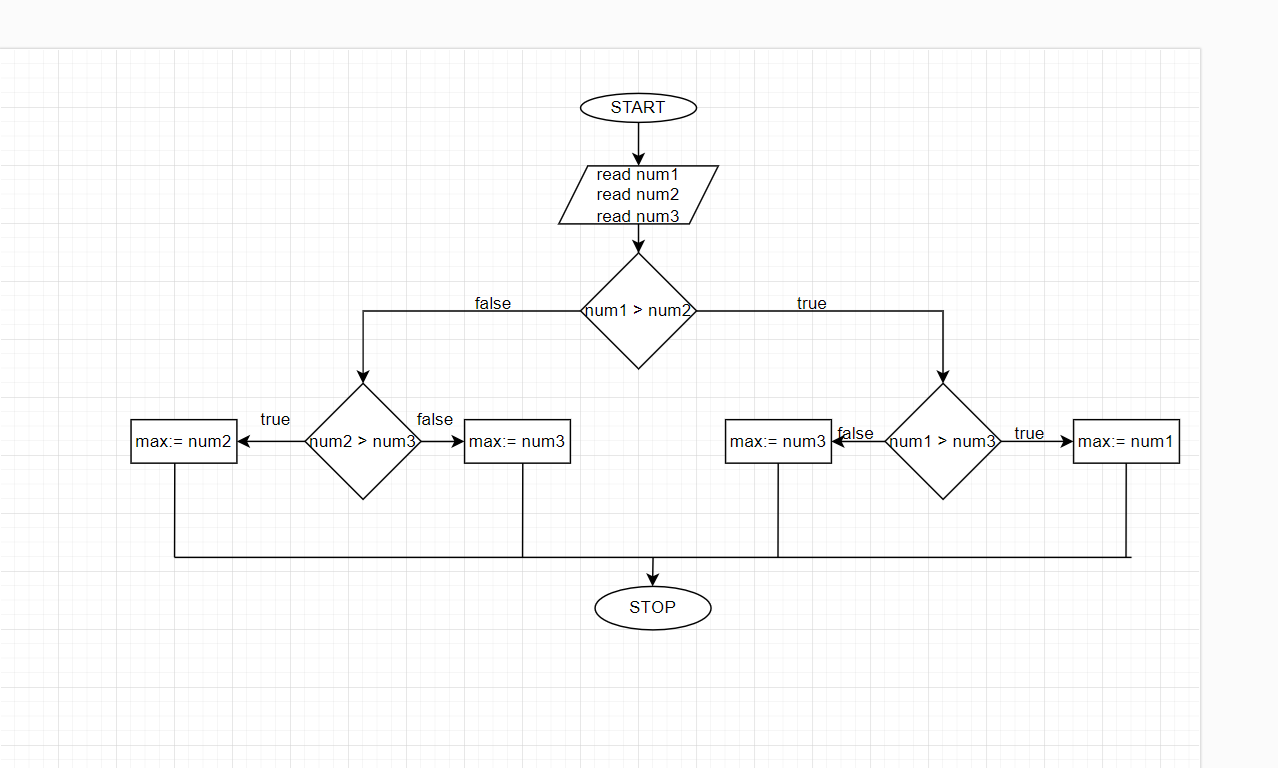 START
read num1
read num2
read num3
num1 > num2
false
true
true
false
max:= num2
num2 > num3
max:= num3
false
true
max:= num3
num1 > num3
max:= num1
STOP